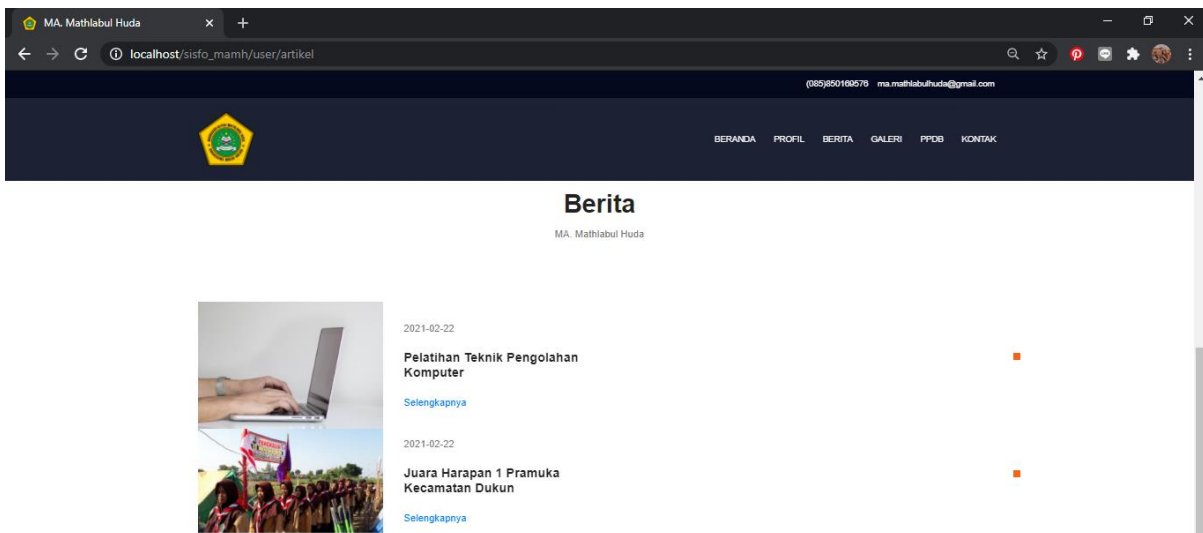 MA. Mathlabul Huda
localhost/sisfo_mamh/user/artikel
(085)850169576 ma.mathlabulhuda@gmail.com
BERANDA PROFIL BERITA GALERI PPDB KONTAK
Berita
MA. Mathlabul Huda
2021-02-22
Pelatihan Teknik Pengolahan
Komputer
Selengkapnya
2021-02-22
Juara Harapan 1 Pramuka
Kecamatan Dukun
Selengkapnya